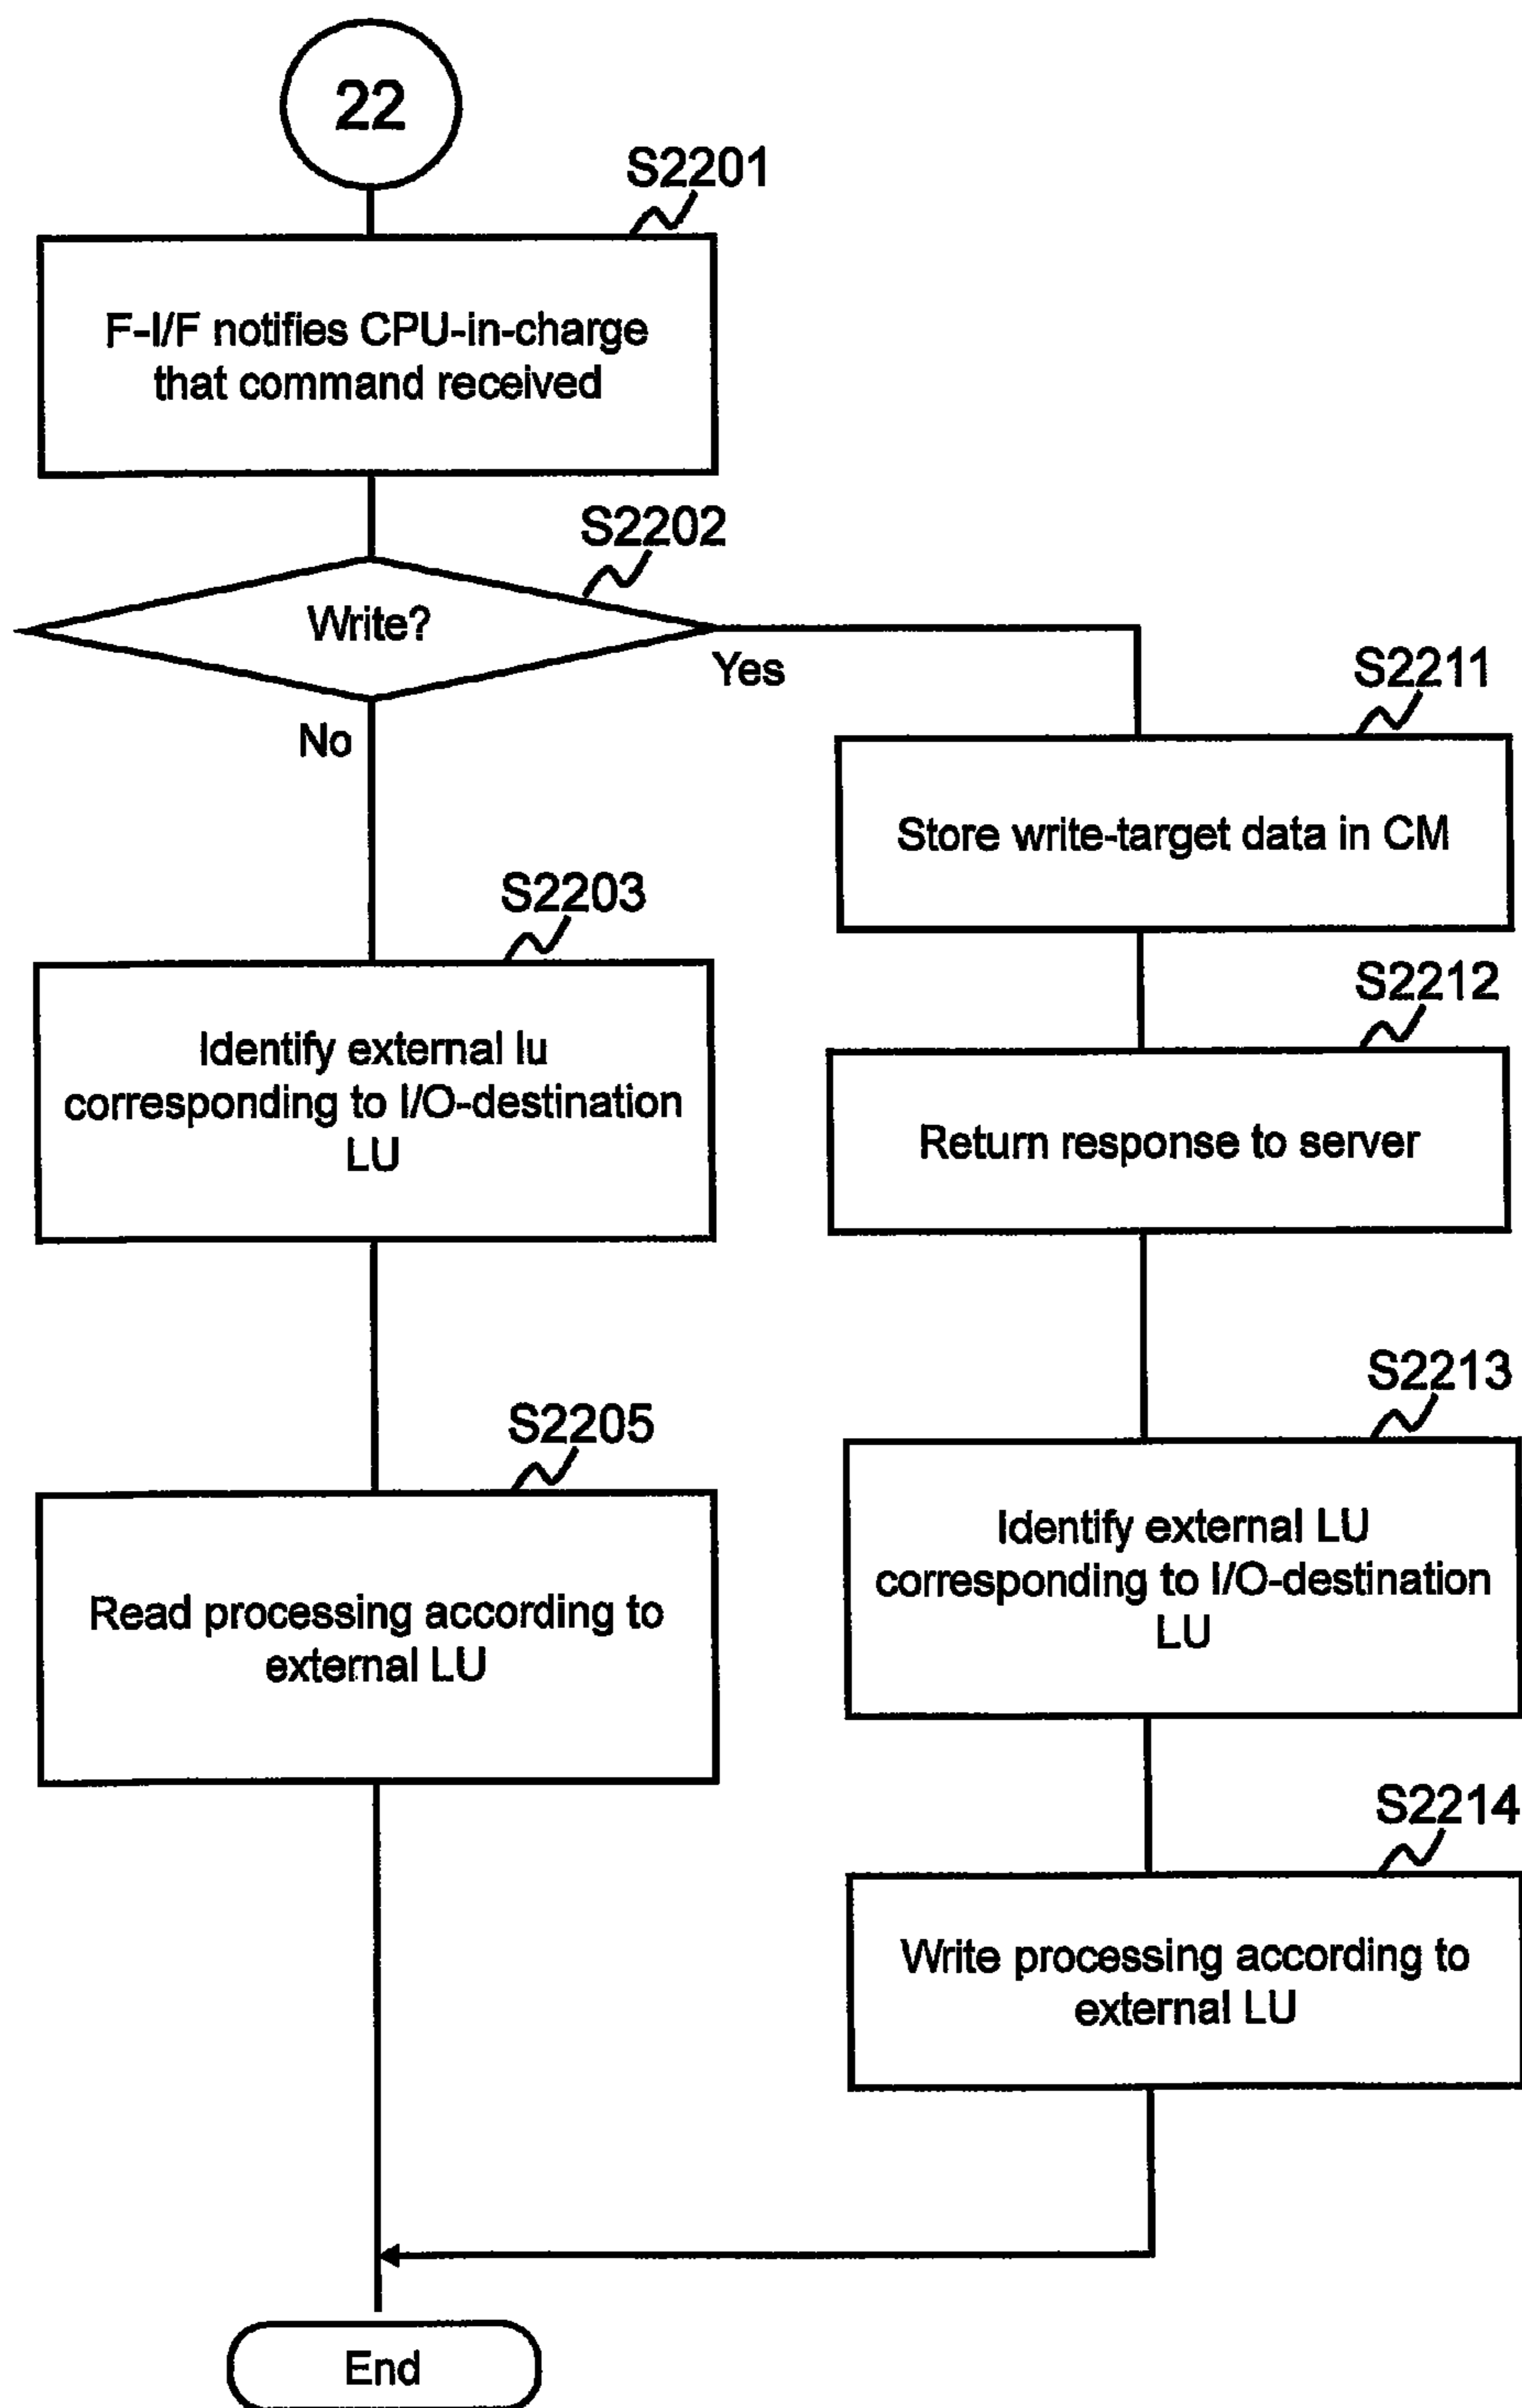 22
S2201
F-I/F notifies CPU-in-charge
that command received
S2202
Write?
Yes
No
S2211
Store write-target data in CM
S2203
Identify external lu
corresponding to I/O-destination
LU
S2212
Return response to server
S2213
Identify external LU
corresponding to I/O-destination
LU
S2205
Read processing according to
external LU
S2214
Write processing according to
external LU
End